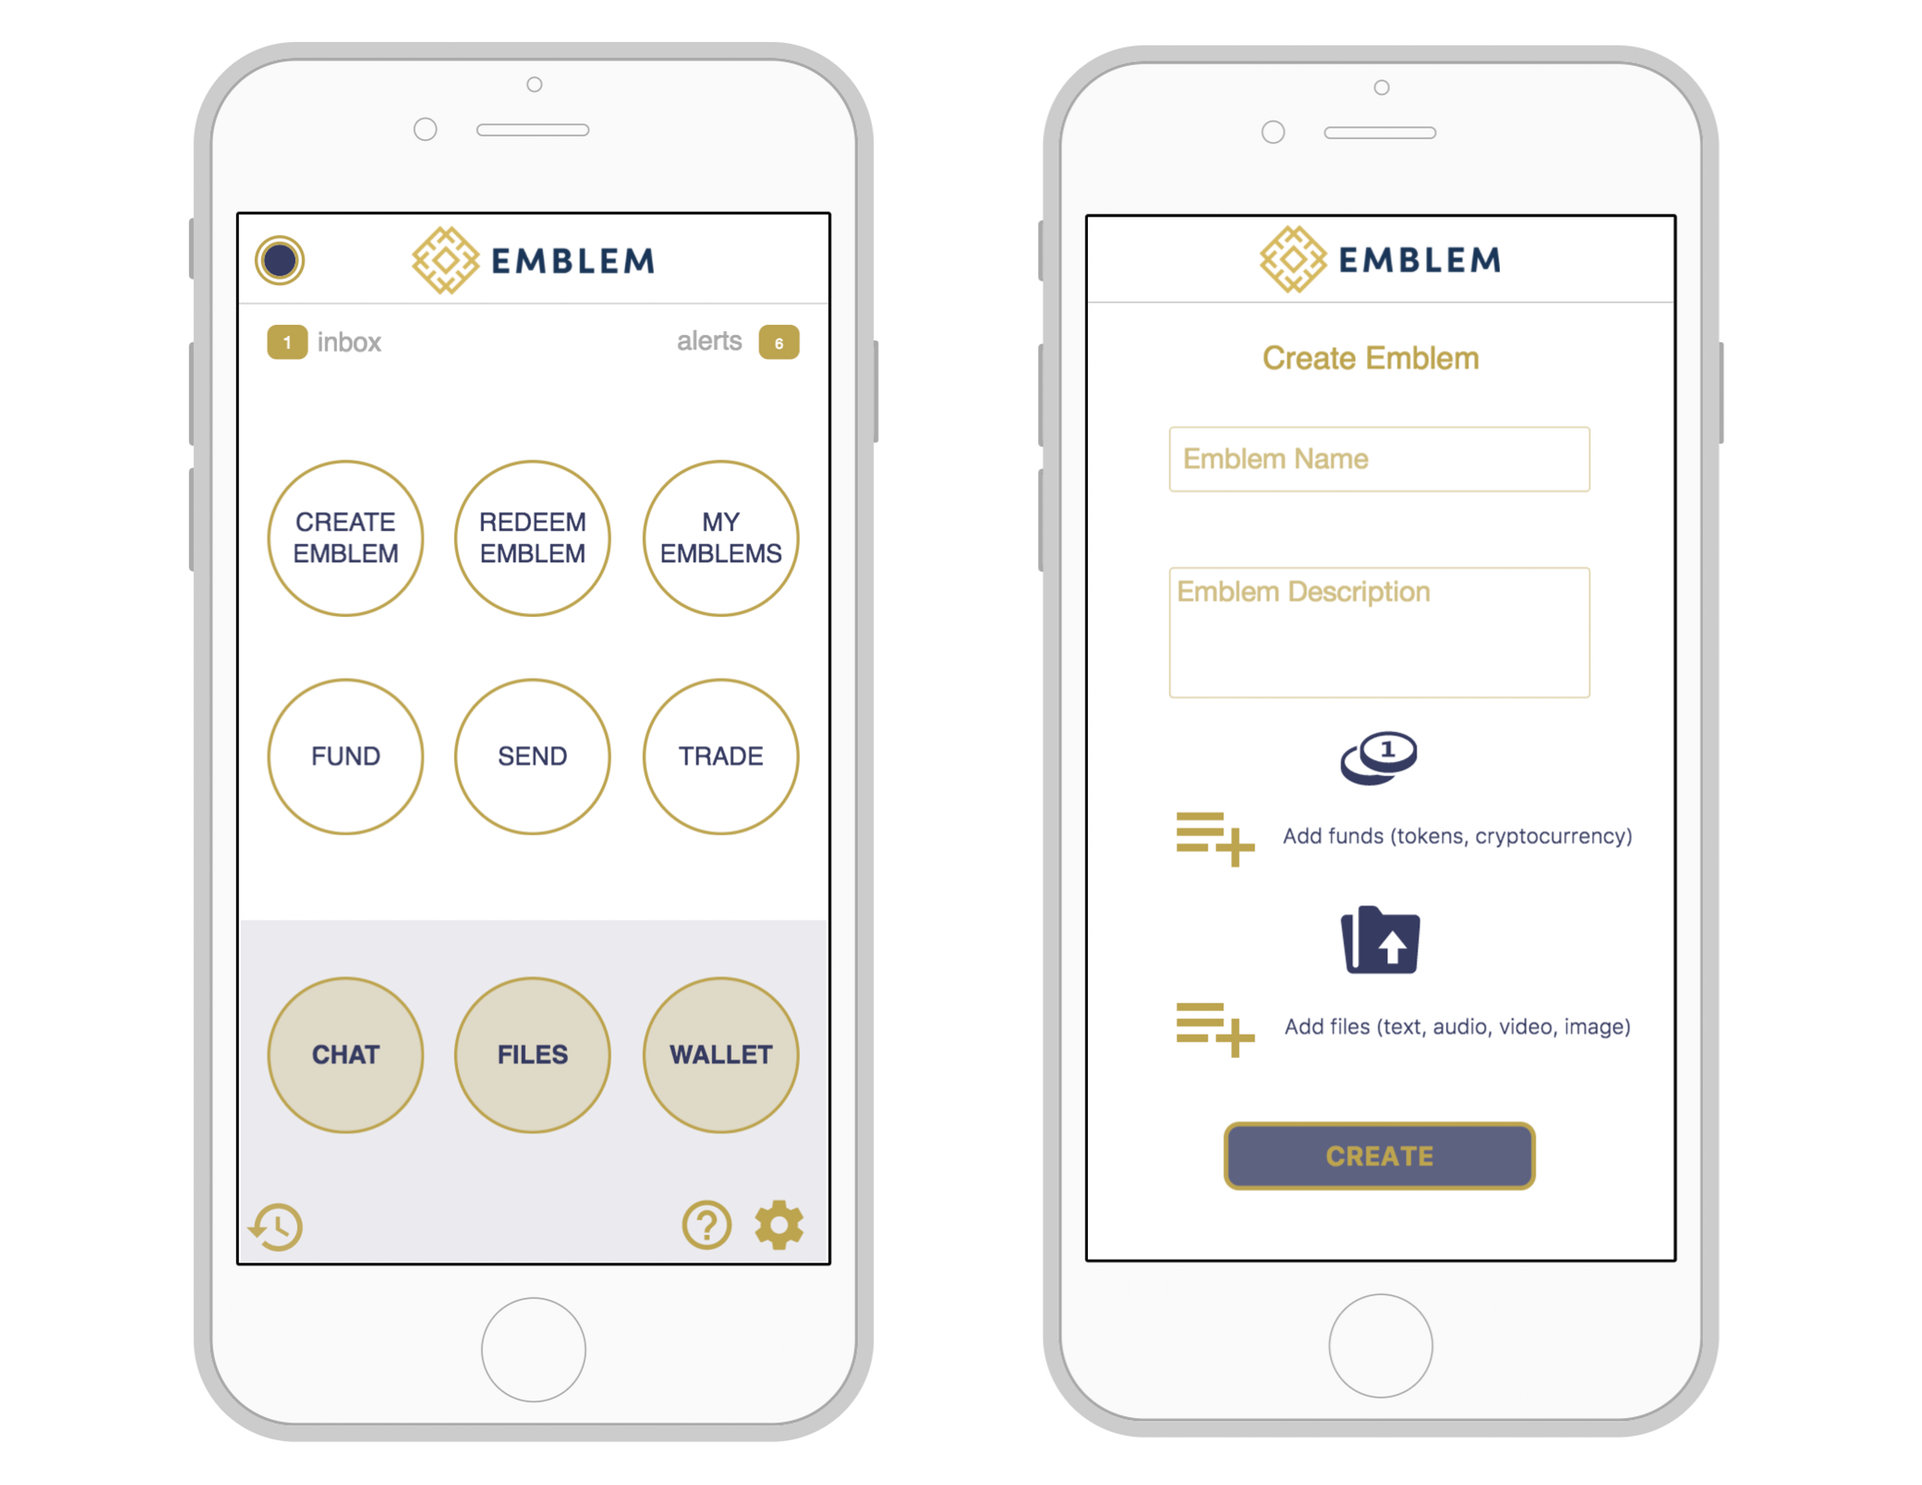 EMBLEM
1 inbox
alerts 6
CREATE
EMBLEM
REDEEM
EMBLEM
MY
EMBLEMS
FUND
SEND
TRADE
CHAT
FILES
WALLET
?
EMBLEM
Create Emblem
Emblem Name
Emblem Description
1
Add funds (tokens, cryptocurrency)
Add files (text, audio, video, image)
CREATE